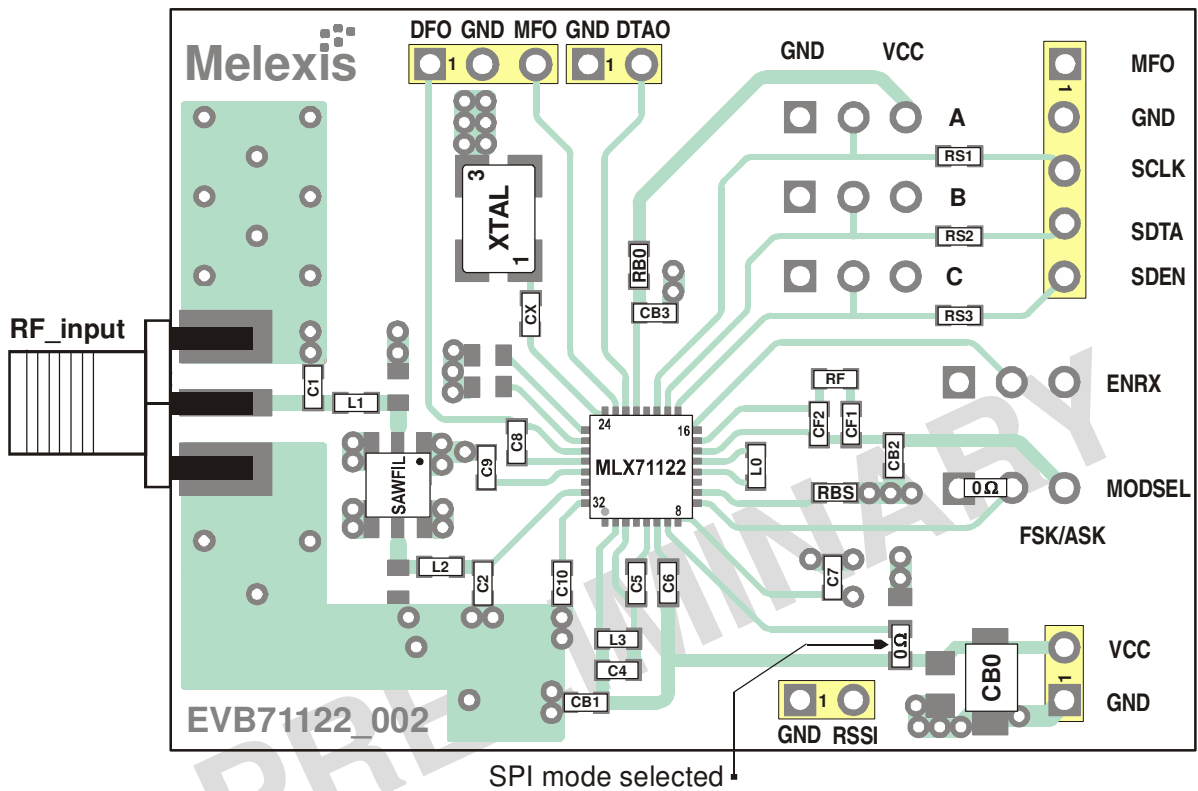 Melexis
DFO GND MFO GND DTAO
1
1
GND VCC
MFO
1
GND
SCLK
SDTA
SDEN
A
RS1
B
RS2
C
RS3
3
XTAL
1
CX
RB0
CB3
RF_input
C1
L1
SAWFIL
L2
C2
C8
C9
C10
24
16
MLX71122
32
8
RF
CF2
CF1
CB2
L0
RBS
ENRX
0Ω
MODSEL
FSK/ASK
C5
C6
C7
L3
C4
CB1
0Ω
CB0
VCC
1
GND
1
GND RSSI
EVB71122_002
SPI mode selected
PRELIMINARY